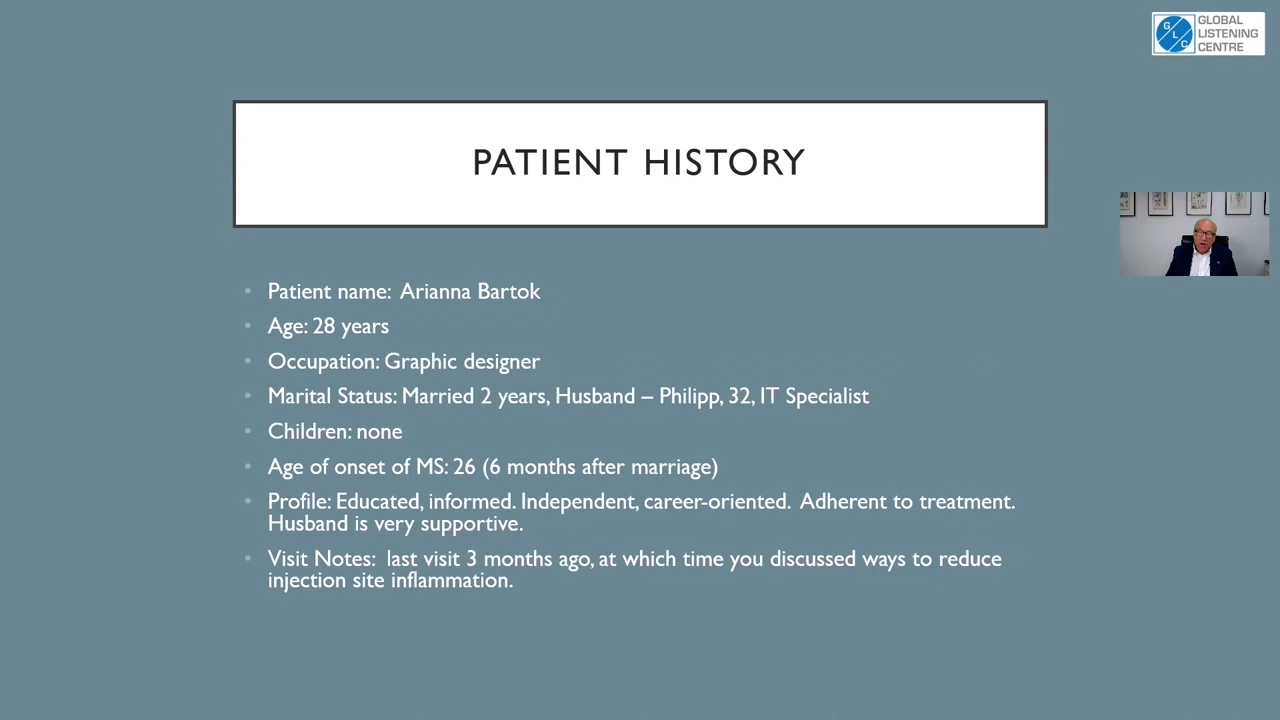 GLC
GLOBAL
LISTENING
CENTRE
PATIENT HISTORY
• Patient name:  Arianna Bartok
• Age: 28 years
• Occupation: Graphic designer
• Marital Status: Married 2 years, Husband – Philipp, 32, IT Specialist
• Children: none
• Age of onset of MS: 26 (6 months after marriage)
• Profile: Educated, informed. Independent, career-oriented.  Adherent to treatment.
Husband is very supportive.
• Visit Notes:  last visit 3 months ago, at which time you discussed ways to reduce
injection site inflammation.